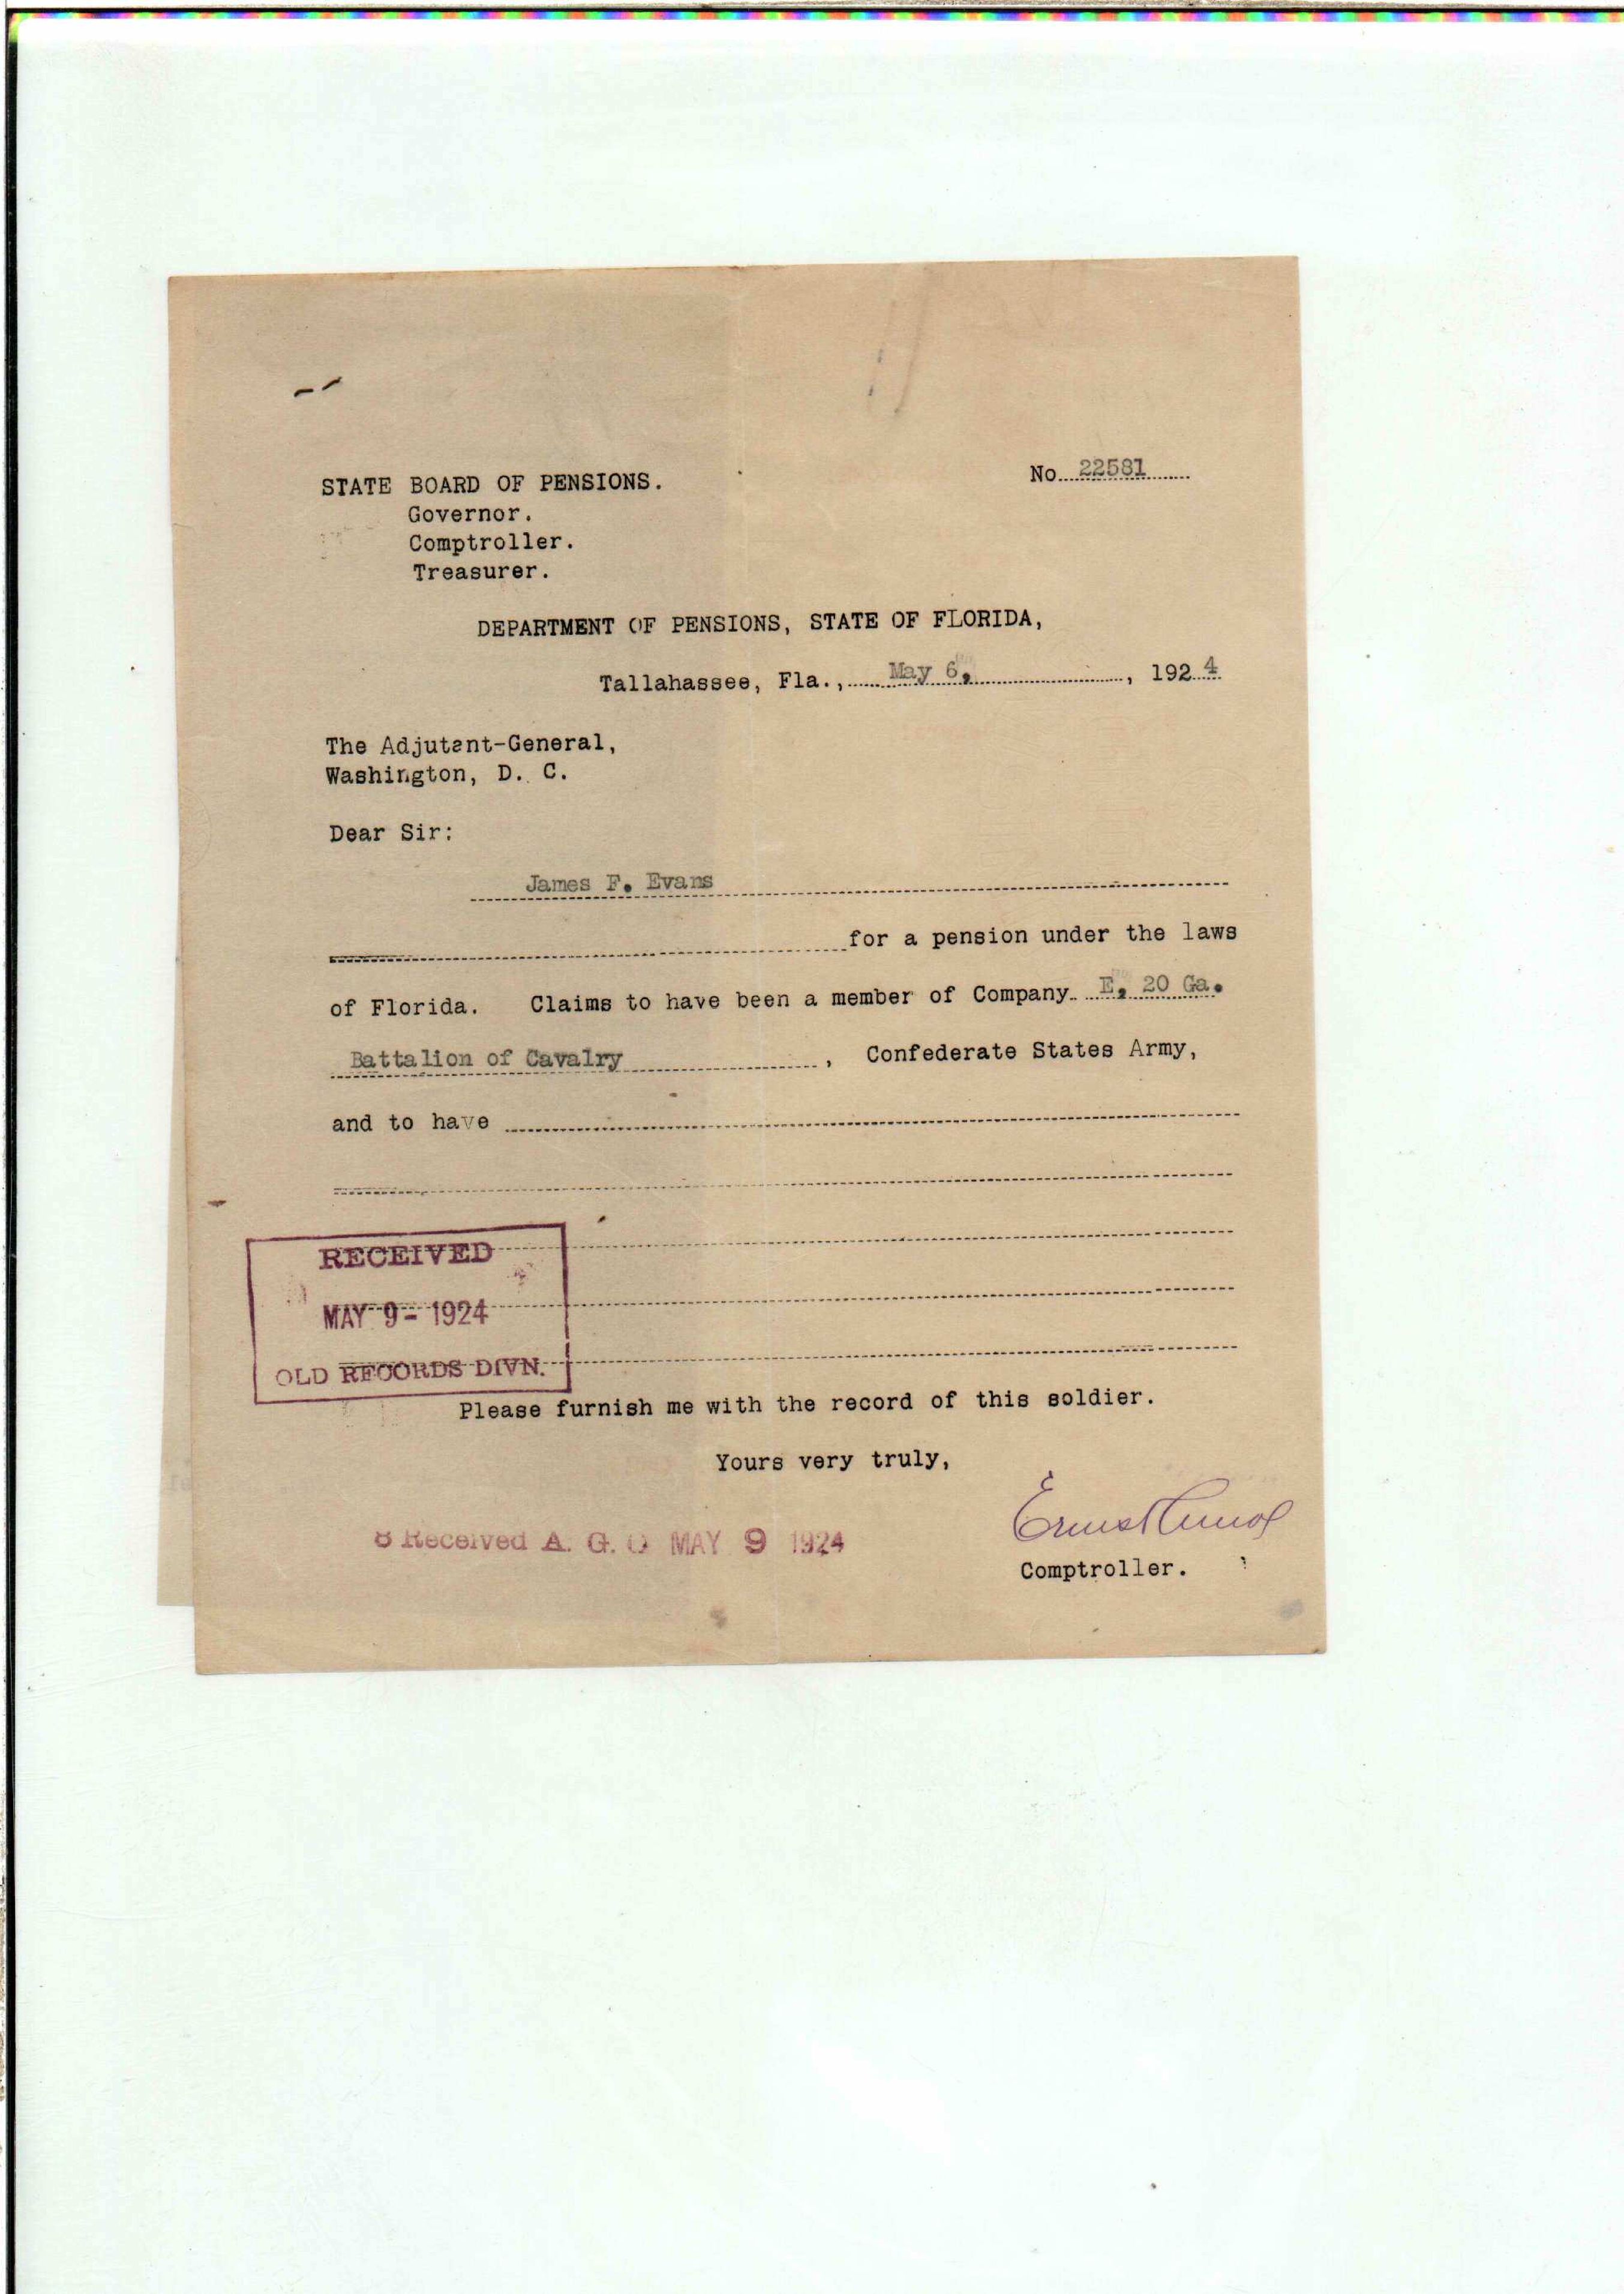 STATE BOARD OF PENSIONS.
No. 22581
Governor.
Comptroller.
Treasurer.
DEPARTMENT OF PENSIONS, STATE OF FLORIDA,
Tallahassee, Fla., May 6, , 1924
The Adjutant-General,
Washington, D. C.
Dear Sir:
James F. Evans
for a pension under the laws
of Florida. Claims to have been a member of Company E, 20 Ga.
Battalion of Cavalry , Confederate States Army,
and to have
RECEIVED
MAY 9- 1924
OLD RECORDS DIVN.
Please furnish me with the record of this soldier.
Yours very truly,
8 Received A. G. O MAY 9 1924
Ernest Amos
Comptroller.